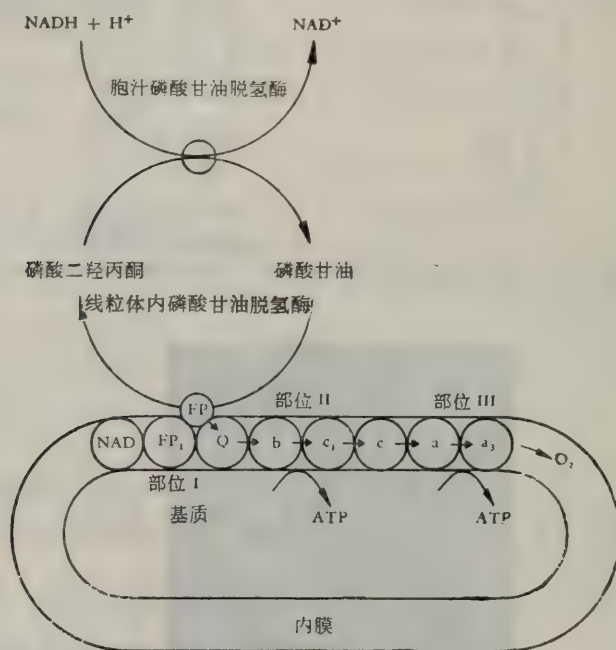 NADH + H⁺ NAD⁺
胞汁磷酸甘油脱氢酶
磷酸二羟丙酮 磷酸甘油
线粒体内磷酸甘油脱氢酶
FP 部位 II 部位 III
NAD FP₁ Q b c₁ c a a₃ O₂
部位 I
基质 ATP ATP
内膜